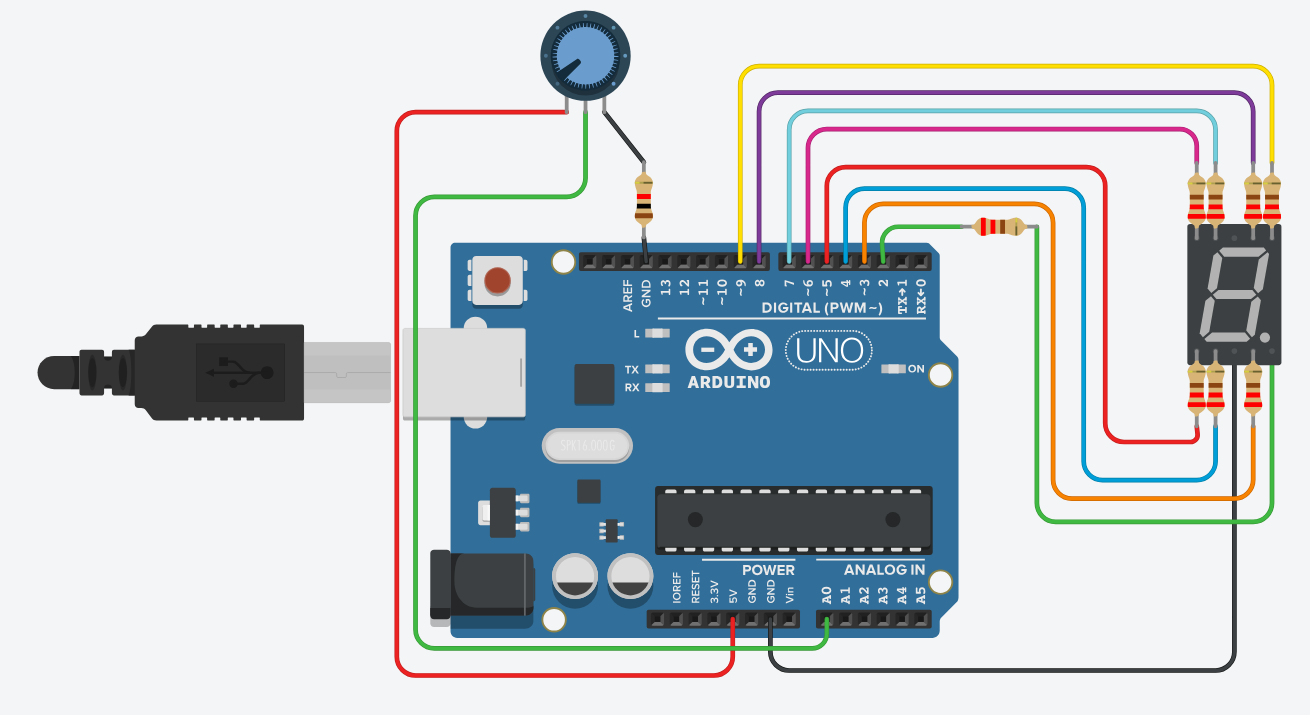 AREF
GND
13
12
~11
~10
~9
8
7
~6
~5
4
~3
2
TX→1
RX←0
DIGITAL (PWM~)
L
TX
RX
ARDUINO
UNO
ON
SPK16.000G
POWER
ANALOG IN
IOREF
RESET
3.3V
5V
GND
GND
Vin
A0
A1
A2
A3
A4
A5